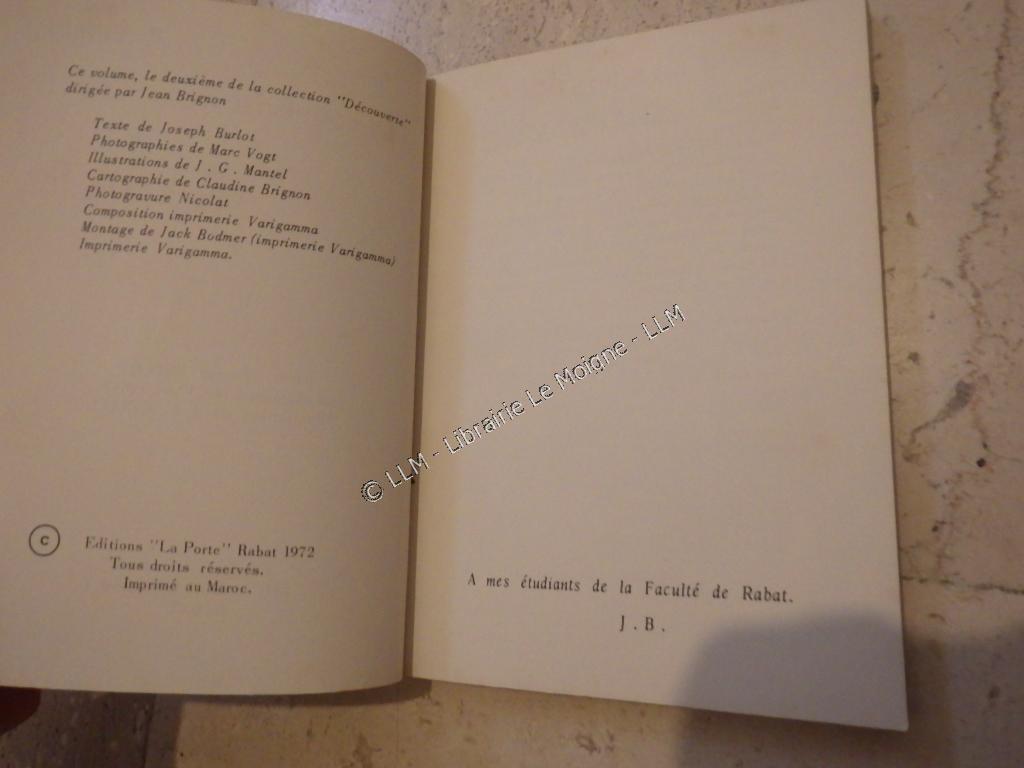 Ce volume, le deuxième de la collection "Découverte"
dirigée par Jean Brignon
Texte de Joseph Burlot
Photographies de Marc Vogt
Illustrations de J . G . Mantel
Cartographie de Claudine Brignon
Photogravure Nicolat
Composition imprimerie Varigamma
Montage de Jack Bodmer (imprimerie Varigamma)
Imprimerie Varigamma.
C Editions "La Porte" Rabat 1972
Tous droits réservés.
Imprimé au Maroc.
A mes étudiants de la Faculté de Rabat.
J . B .
© LLM - Librairie Le Moigne - LLM